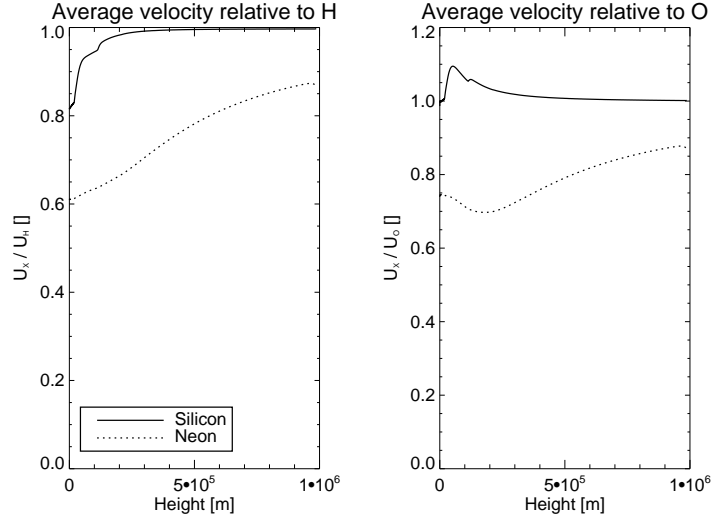 Average velocity relative to H
U_X / U_H []
1.0
0.8
0.6
0.4
0.2
0.0
Silicon
Neon
0
5•10^5
1•10^6
Height [m]
Average velocity relative to O
U_X / U_O []
1.2
1.0
0.8
0.6
0.4
0.2
0.0
0
5•10^5
1•10^6
Height [m]